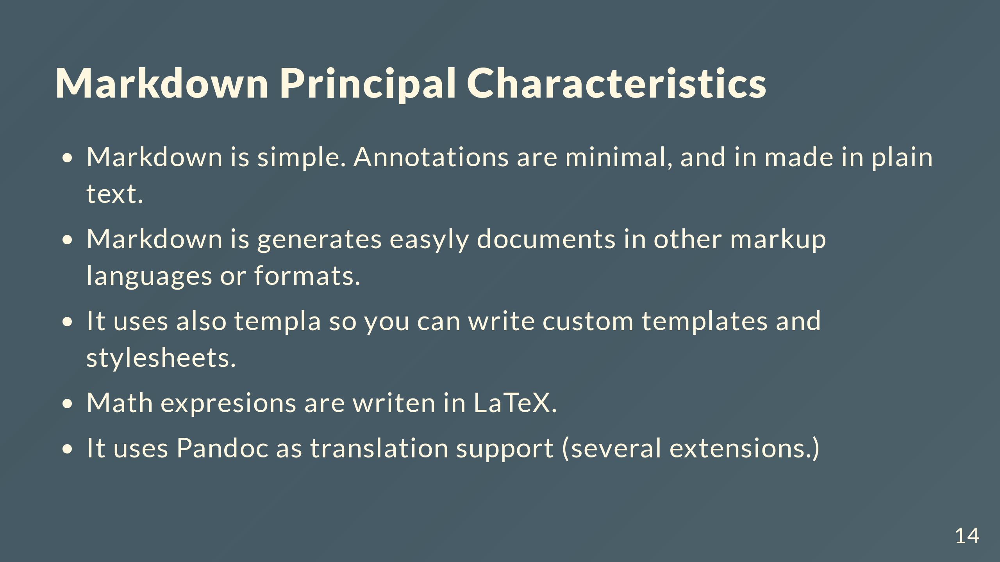 Markdown Principal Characteristics
• Markdown is simple. Annotations are minimal, and in made in plain
text.
• Markdown is generates easyly documents in other markup
languages or formats.
• It uses also templa so you can write custom templates and
stylesheets.
• Math expresions are writen in LaTeX.
• It uses Pandoc as translation support (several extensions.)
14